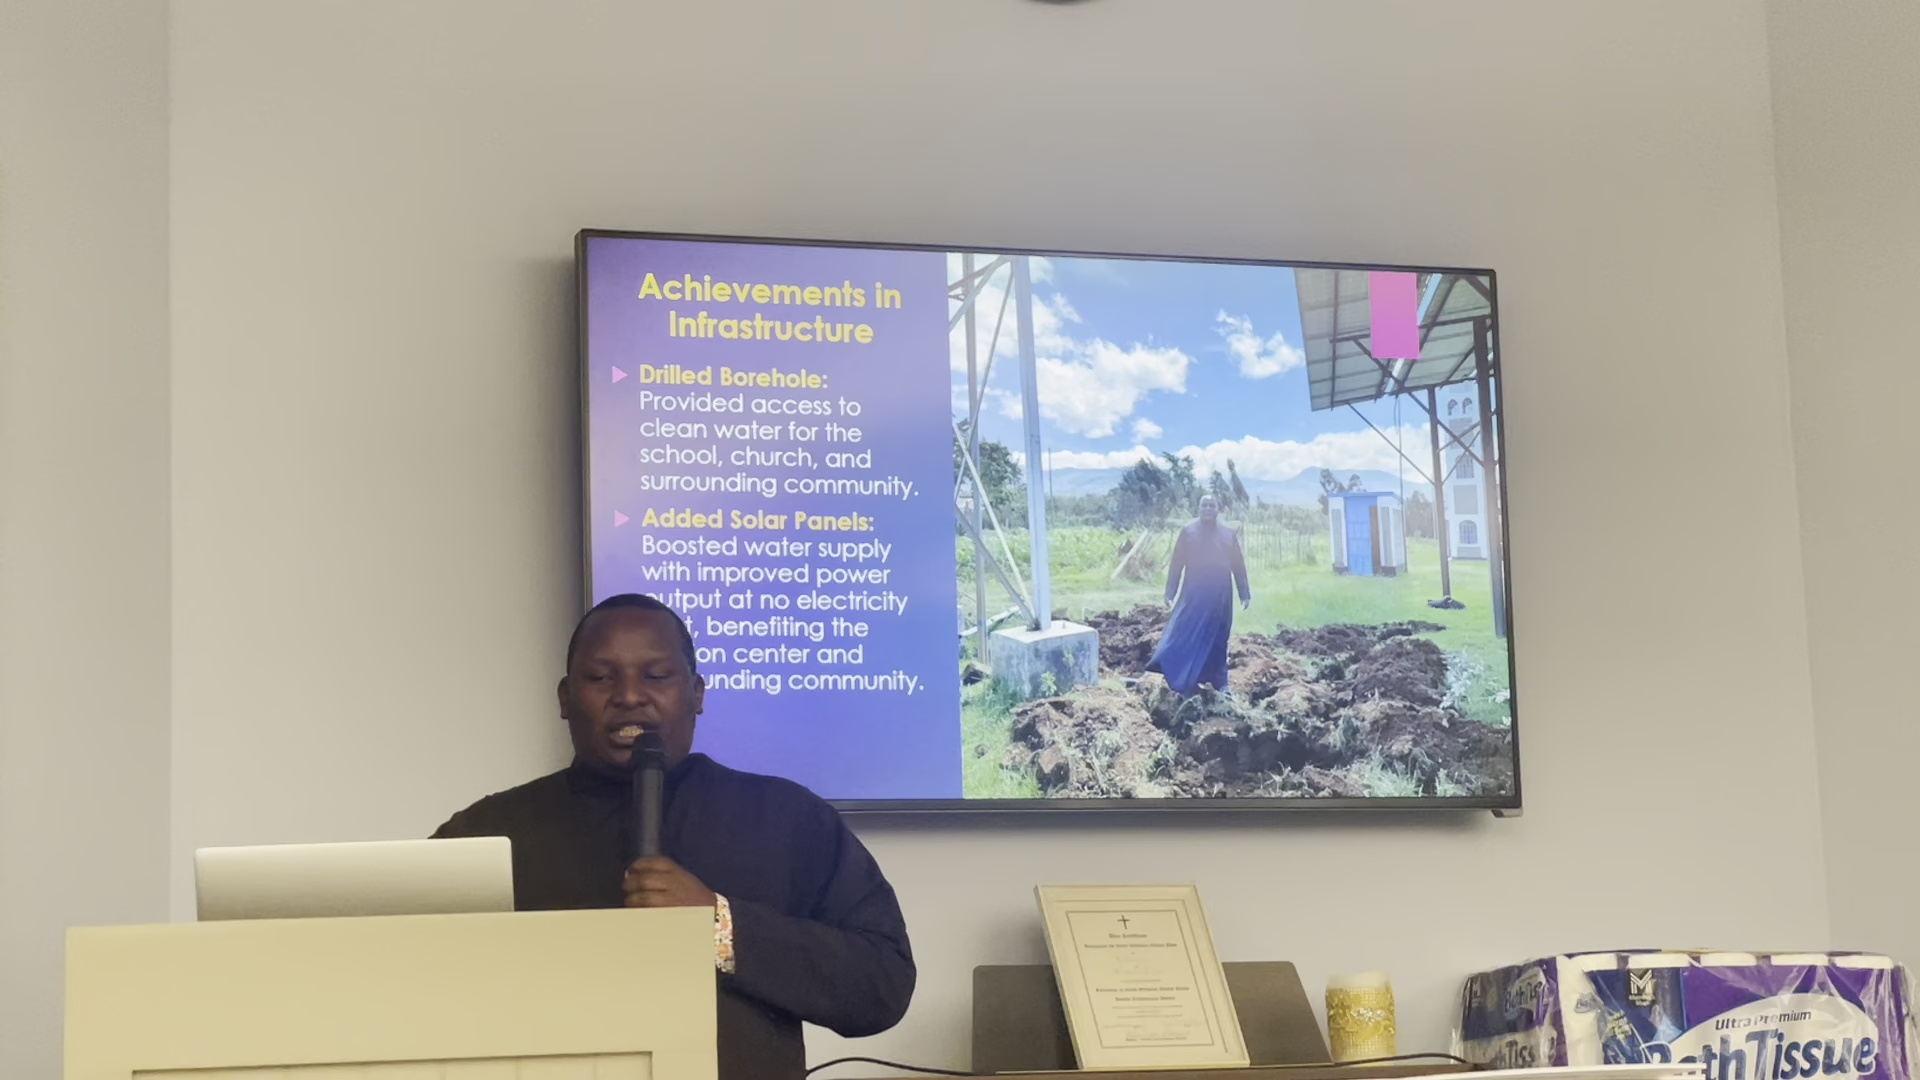 Achievements in
Infrastructure
Drilled Borehole:
Provided access to
clean water for the
school, church, and
surrounding community.
Added Solar Panels:
Boosted water supply
with improved power
output at no electricity
benefiting the
center and
community.
Ultra Premium
Bath Tissue